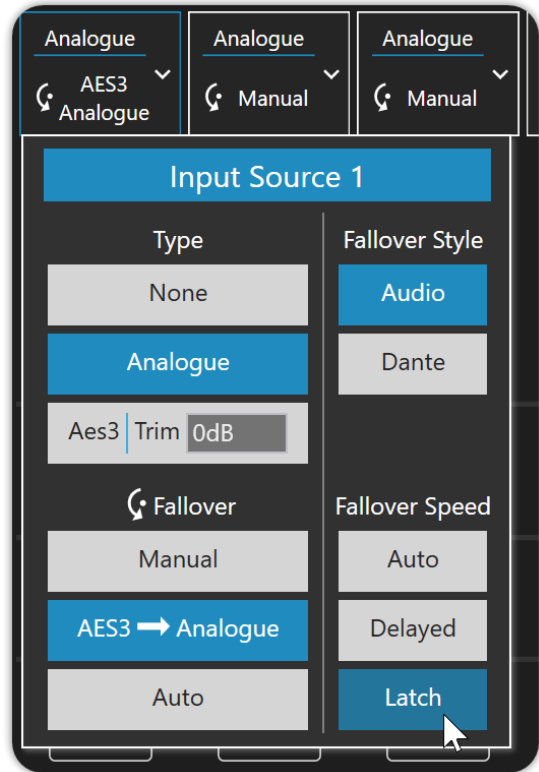 Analogue
AES3
Analogue
Analogue
Manual
Analogue
Manual
Input Source 1
Type
None
Analogue
Aes3 Trim 0dB
Fallover
Manual
AES3 ➞ Analogue
Auto
Fallover Style
Audio
Dante
Fallover Speed
Auto
Delayed
Latch